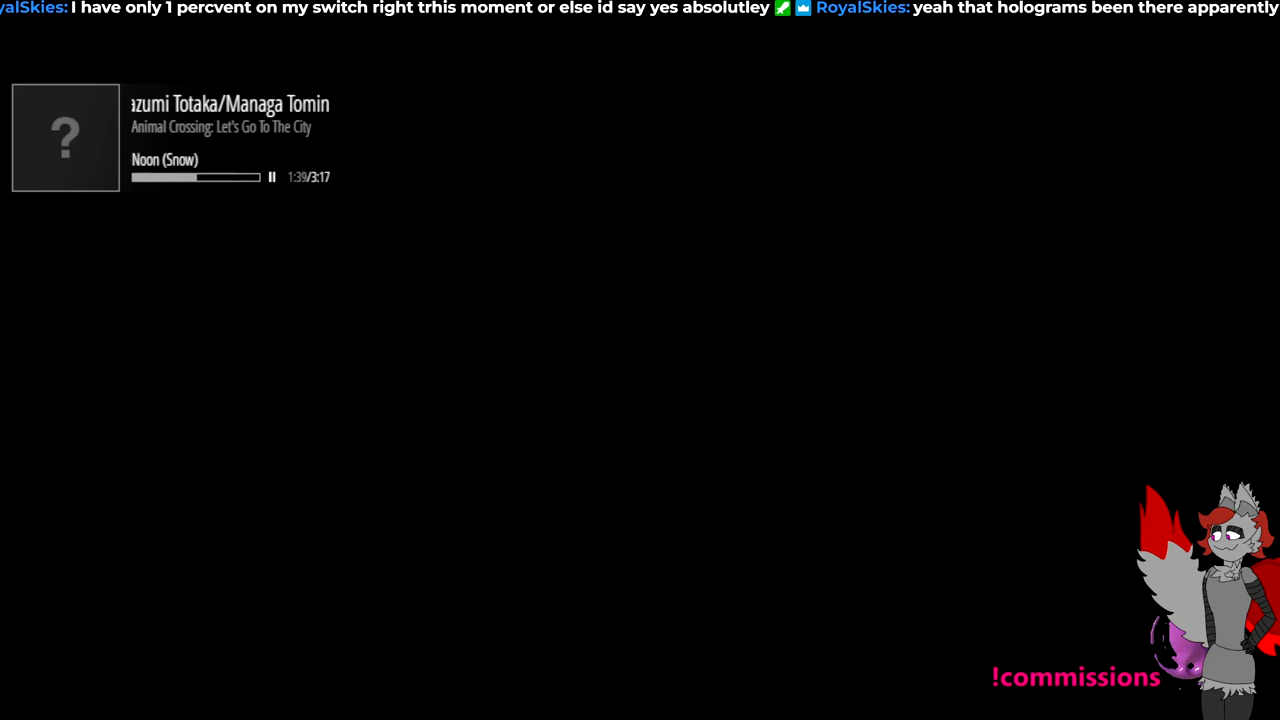 yalSkies: I have only 1 percvent on my switch right trhis moment or else id say yes absolutley RoyalSkies: yeah that holograms been there apparently
azumi Totaka/Managa Tomin
Animal Crossing: Let's Go To The City
?
Noon (Snow)
1:39/3:17
!commissions